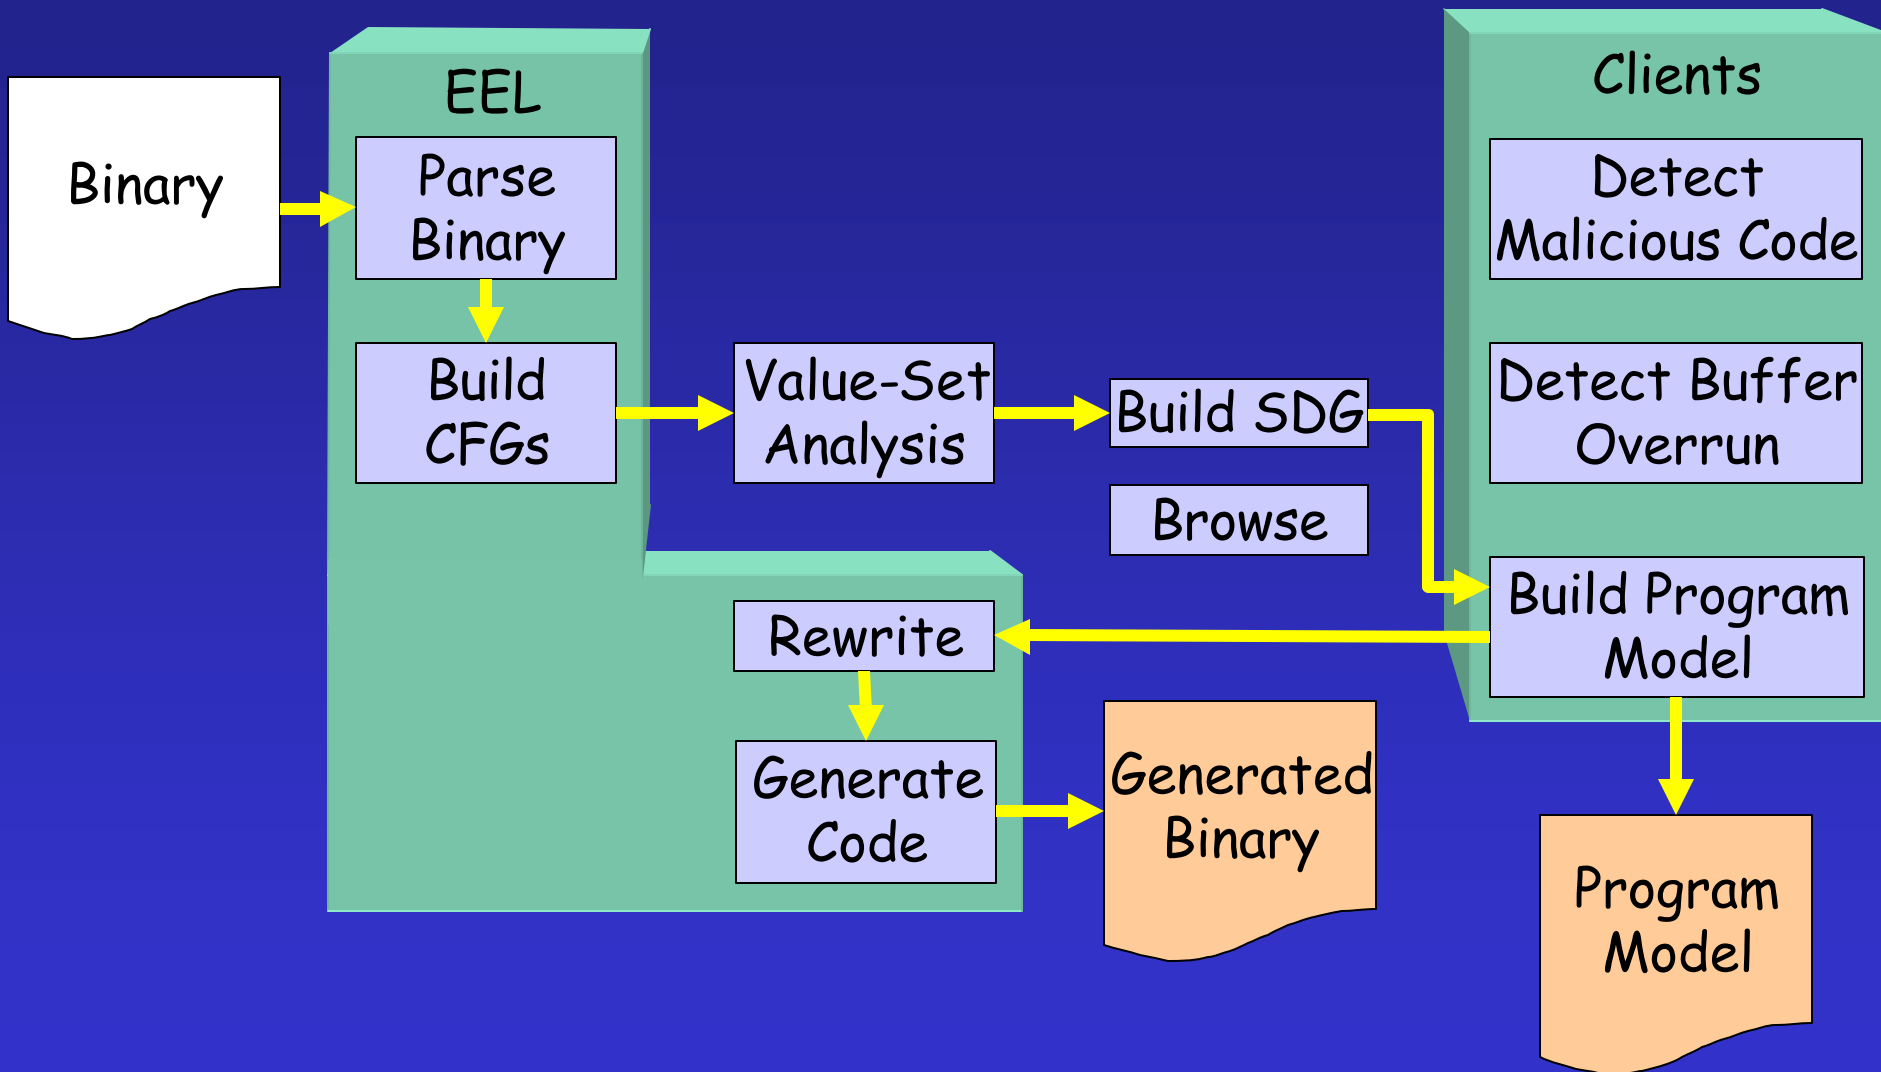 Binary
EEL
Parse
Binary
Build
CFGs
Value-Set
Analysis
Build SDG
Browse
Clients
Detect
Malicious Code
Detect Buffer
Overrun
Build Program
Model
Rewrite
Generate
Code
Generated
Binary
Program
Model